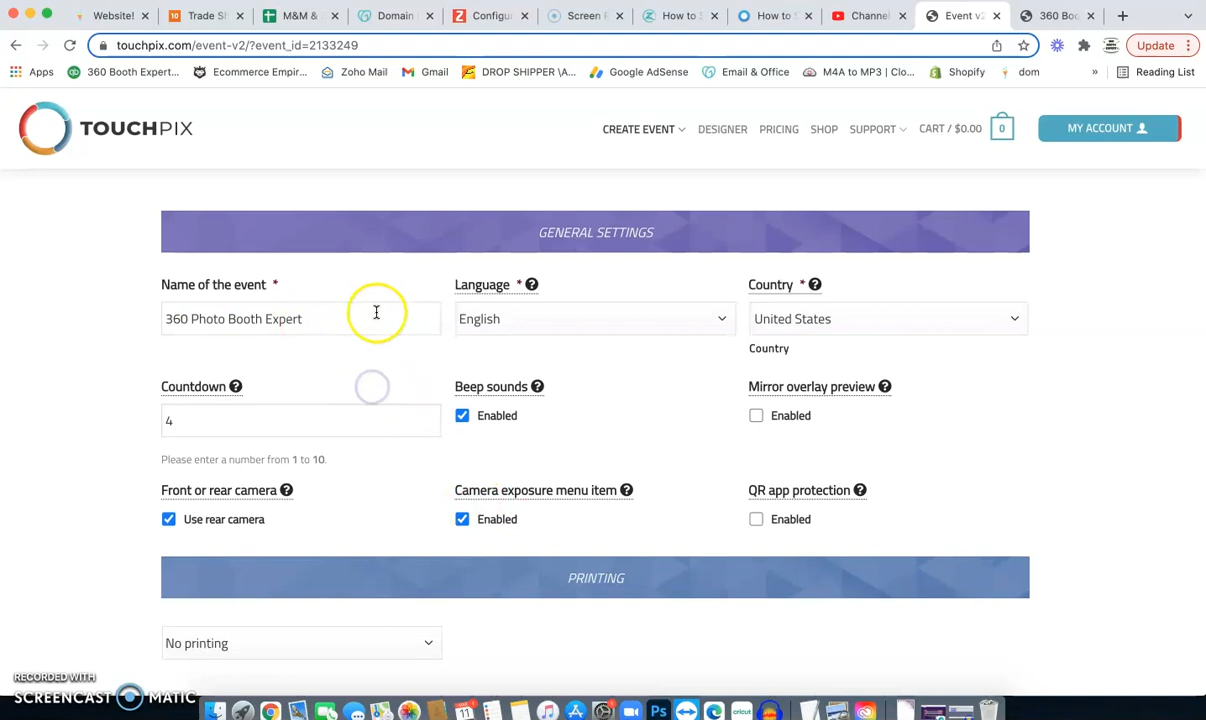 Website!
Trade Sh
M&M &
Domain
Configur
Screen R
How to S
How to S
Channel
Event v2
360 Boo
touchpix.com/event-v2/?event_id=2133249
Update
Apps
360 Booth Expert...
Ecommerce Empir...
Zoho Mail
Gmail
DROP SHIPPER \A...
Google AdSense
Email & Office
M4A to MP3 | Clo...
Shopify
dom
»
Reading List
TOUCHPIX
CREATE EVENT
DESIGNER
PRICING
SHOP
SUPPORT
CART / $0.00
0
MY ACCOUNT
GENERAL SETTINGS
Name of the event *
Language *
Country *
360 Photo Booth Expert
English
United States
Country
Countdown
Beep sounds
Mirror overlay preview
4
Enabled
Enabled
Please enter a number from 1 to 10.
Front or rear camera
Camera exposure menu item
QR app protection
Use rear camera
Enabled
Enabled
PRINTING
No printing
RECORDED WITH
SCREENCAST MATIC
11
Ps
cricut